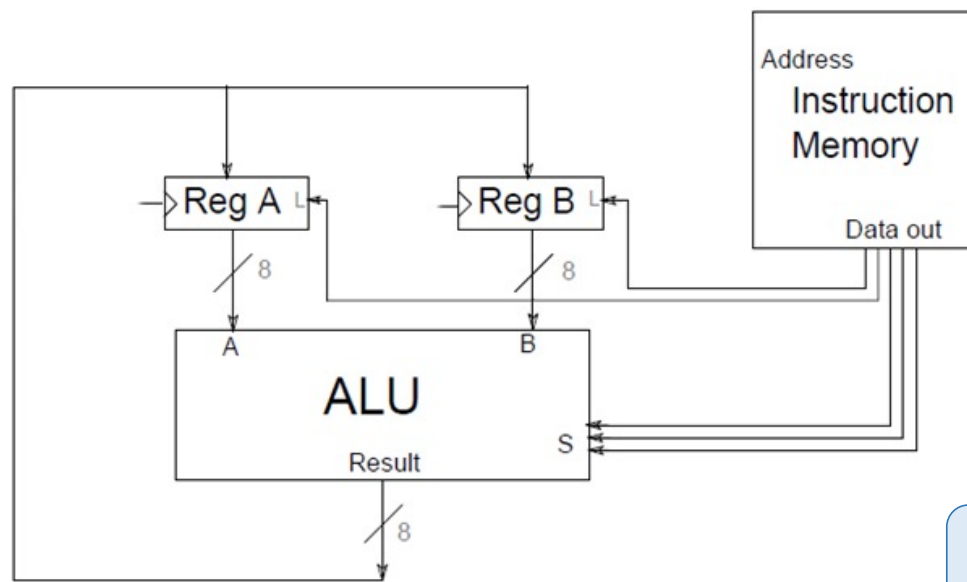 Address
Instruction
Memory
Data out
Reg A
L
Reg B
L
8
8
A
B
ALU
S
Result
8